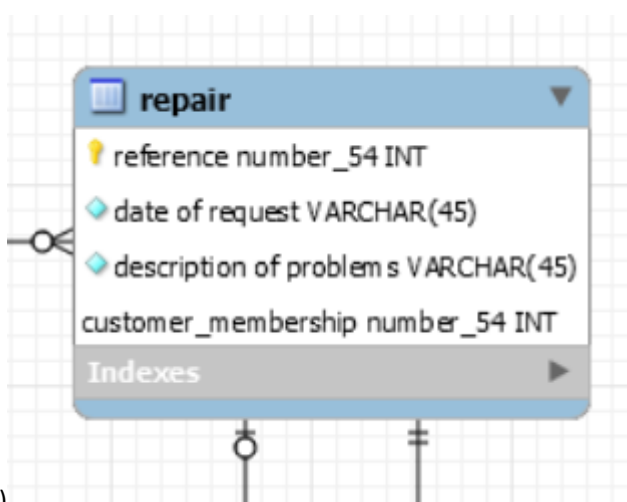 repair
reference number_54 INT
date of request VARCHAR(45)
description of problems VARCHAR(45)
customer_membership number_54 INT
Indexes
)